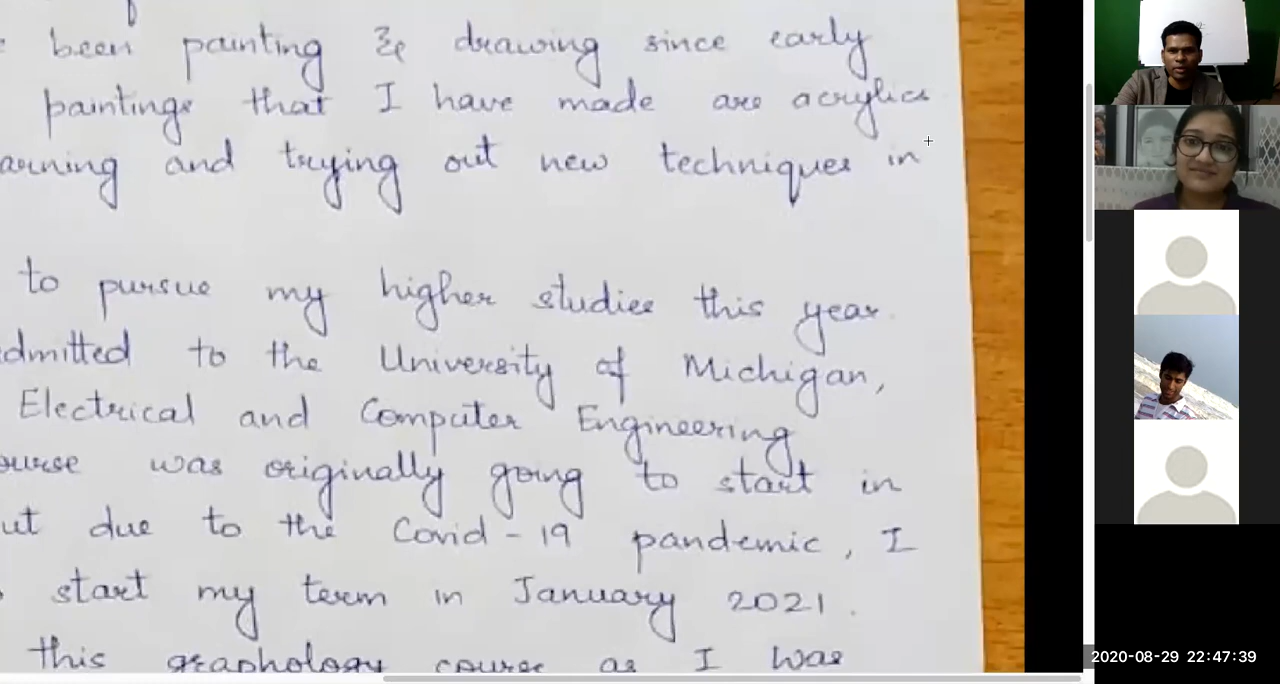 been painting & drawing since early
paintings that I have made are acrylics
arning and trying out new techniques in
to pursue my higher studies this year.
dmitted to the University of Michigan,
Electrical and Computer Engineering
ourse was originally going to start in
ut due to the Covid-19 pandemic, I
start my term in January 2021.
this graphology course as I was
2020-08-29 22:47:39